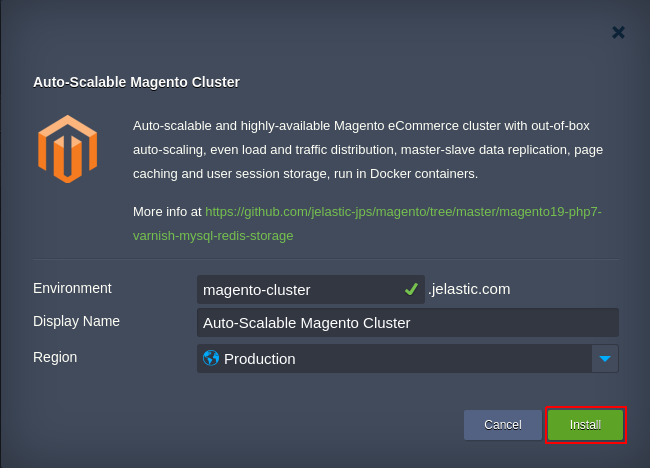 Auto-Scalable Magento Cluster
Auto-scalable and highly-available Magento eCommerce cluster with out-of-box
auto-scaling, even load and traffic distribution, master-slave data replication, page
caching and user session storage, run in Docker containers.
More info at https://github.com/jelastic-jps/magento/tree/master/magento19-php7-
varnish-mysql-redis-storage
Environment magento-cluster .jelastic.com
Display Name Auto-Scalable Magento Cluster
Region Production
Cancel Install